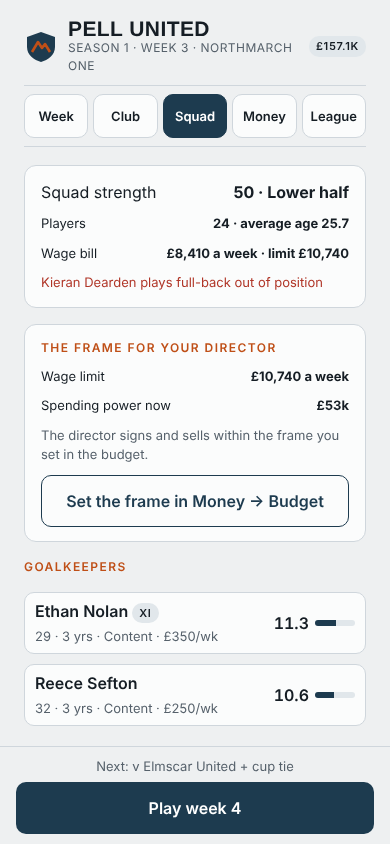 PELL UNITED
SEASON 1 · WEEK 3 · NORTHMARCH
ONE
£157.1K
Week
Club
Squad
Money
League
Squad strength
50 · Lower half
Players
24 · average age 25.7
Wage bill
£8,410 a week · limit £10,740
Kieran Dearden plays full-back out of position
THE FRAME FOR YOUR DIRECTOR
Wage limit
£10,740 a week
Spending power now
£53k
The director signs and sells within the frame you
set in the budget.
Set the frame in Money → Budget
GOALKEEPERS
Ethan Nolan XI
29 · 3 yrs · Content · £350/wk
11.3
Reece Sefton
32 · 3 yrs · Content · £250/wk
10.6
Next: v Elmscar United + cup tie
Play week 4